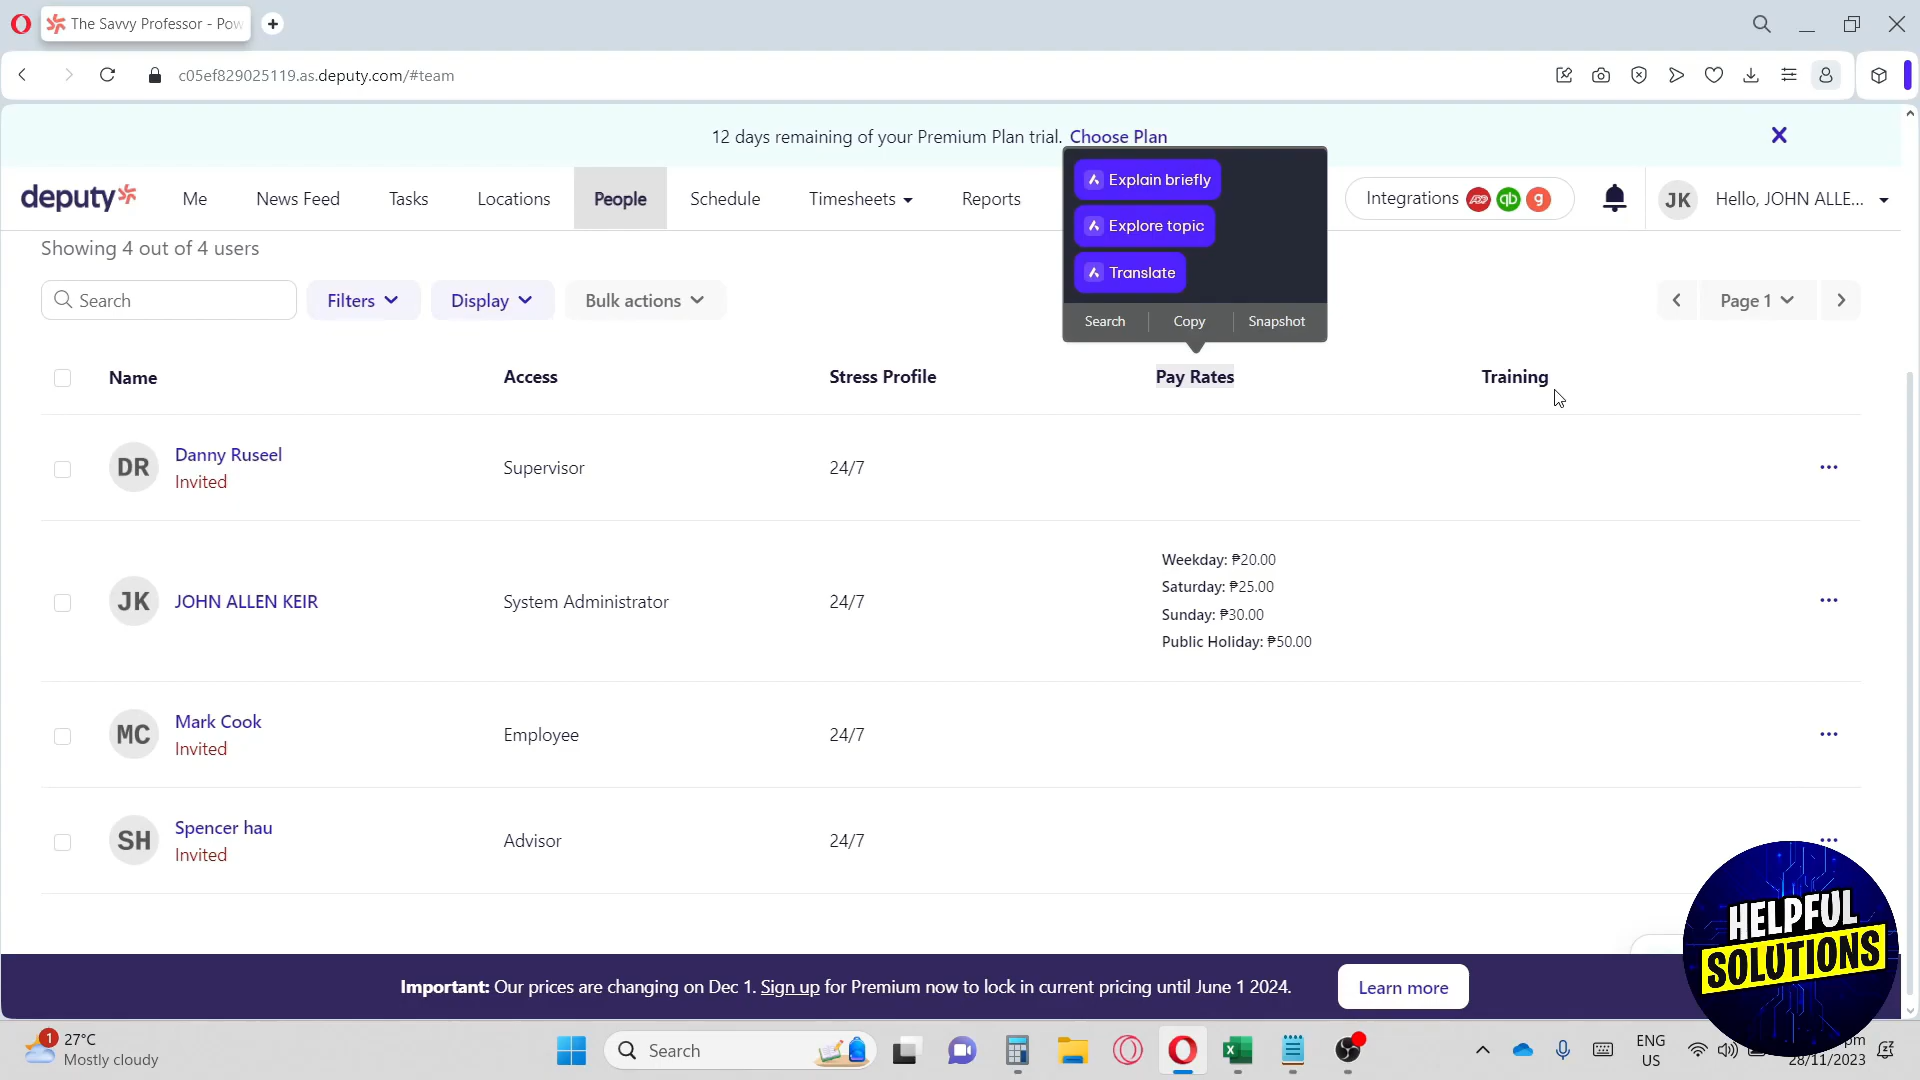 The Savvy Professor - Pow
c05ef829025119.as.deputy.com/#team
12 days remaining of your Premium Plan trial. Choose Plan
deputy
Me
News Feed
Tasks
Locations
People
Schedule
Timesheets
Reports
Integrations
qb
g
JK
Hello, JOHN ALLE...
Explain briefly
Explore topic
Translate
Search
Copy
Snapshot
Showing 4 out of 4 users
Search
Filters
Display
Bulk actions
Page 1
Name
Access
Stress Profile
Pay Rates
Training
DR
Danny Ruseel
Invited
Supervisor
24/7
JK
JOHN ALLEN KEIR
System Administrator
24/7
Weekday: ₱20.00
Saturday: ₱25.00
Sunday: ₱30.00
Public Holiday: ₱50.00
MC
Mark Cook
Invited
Employee
24/7
SH
Spencer hau
Invited
Advisor
24/7
HELPFUL
SOLUTIONS
Important: Our prices are changing on Dec 1. Sign up for Premium now to lock in current pricing until June 1 2024.
Learn more
1
27°C
Mostly cloudy
Search
ENG
US
pm
28/11/2023